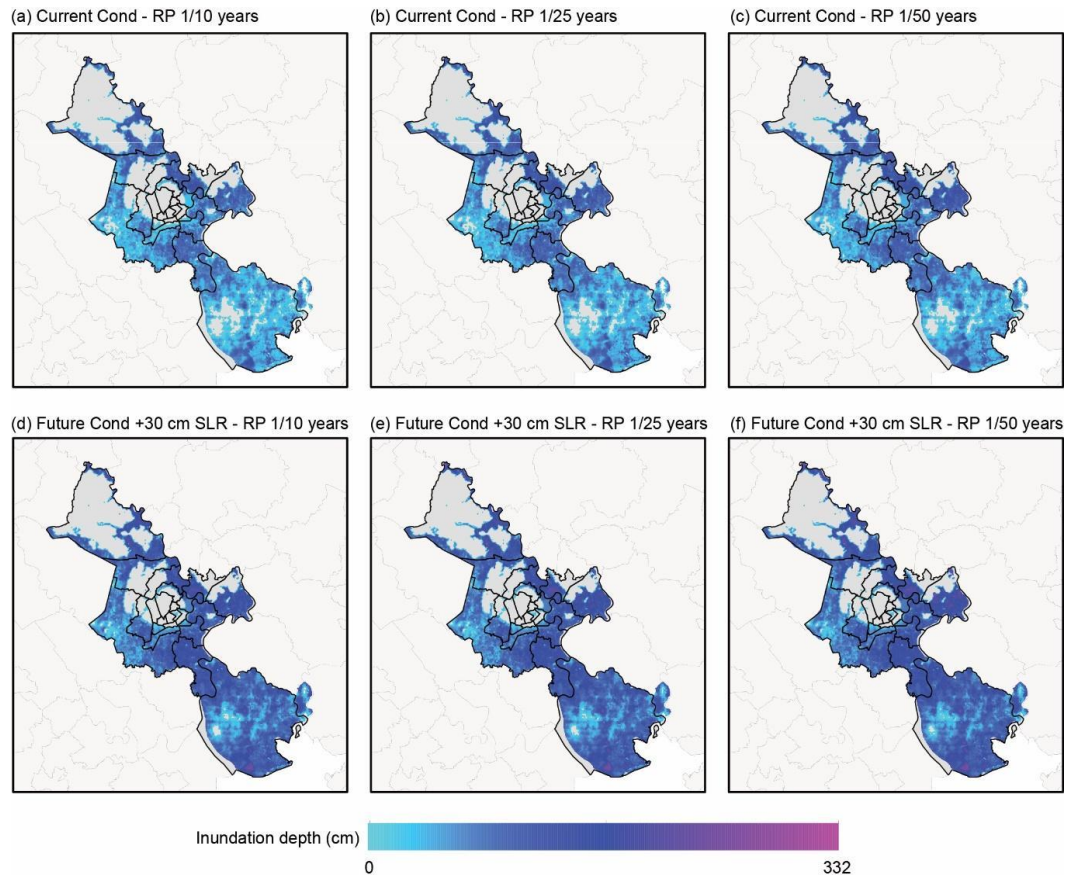 (a) Current Cond - RP 1/10 years
(b) Current Cond - RP 1/25 years
(c) Current Cond - RP 1/50 years
(d) Future Cond +30 cm SLR - RP 1/10 years
(e) Future Cond +30 cm SLR - RP 1/25 years
(f) Future Cond +30 cm SLR - RP 1/50 years
Inundation depth (cm)
0
332